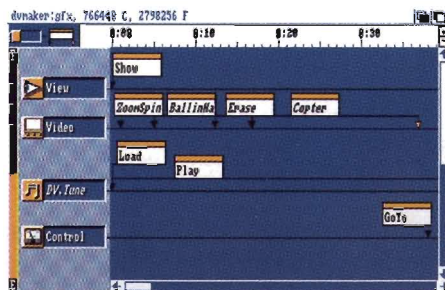 dvmaker:gfx, 766448 C, 2798256 F
0:08 0:10 0:20 0:30
Show
View
ZoomSpin BallinHa Erase Copter
Video
Load
Play
DV.Tune
GoTo
Control